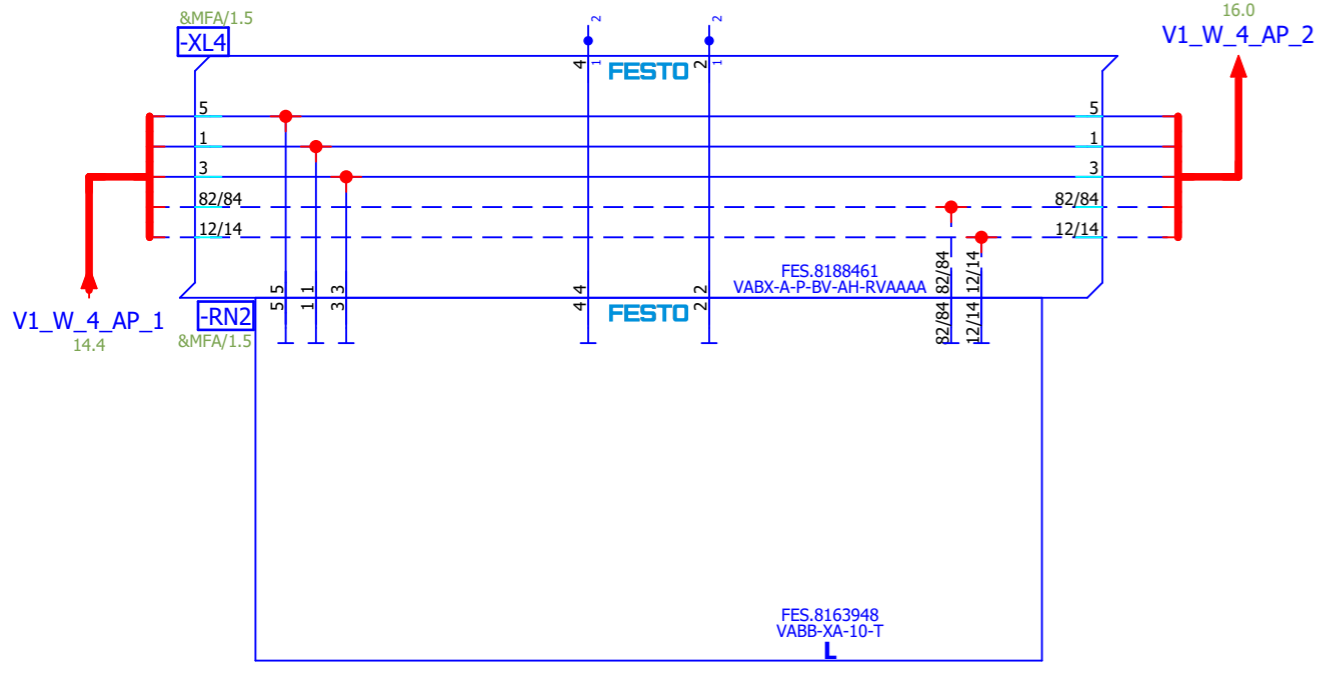 &MFA/1.5
-XL4
2
2
16.0
V1_W_4_AP_2
4
1
FESTO
2
1
5
5
1
1
3
3
82/84
82/84
12/14
12/14
FES.8188461
VABX-A-P-BV-AH-RVAAAA
5
1
3
4
2
82/84
12/14
V1_W_4_AP_1
14.4
-RN2
&MFA/1.5
5
1
3
4
FESTO
2
82/84
12/14
FES.8163948
VABB-XA-10-T
L